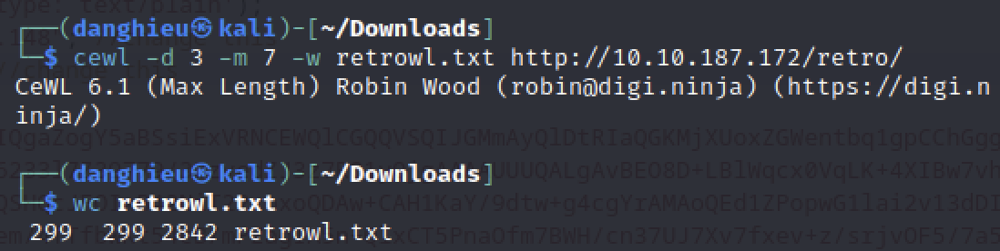 ┌──(danghieu㉿kali)-[~/Downloads]
└─$ cewl -d 3 -m 7 -w retrowl.txt http://10.10.187.172/retro/
CeWL 6.1 (Max Length) Robin Wood (robin@digi.ninja) (https://digi.n
inja/)
┌──(danghieu㉿kali)-[~/Downloads]
└─$ wc retrowl.txt
 299  299 2842 retrowl.txt